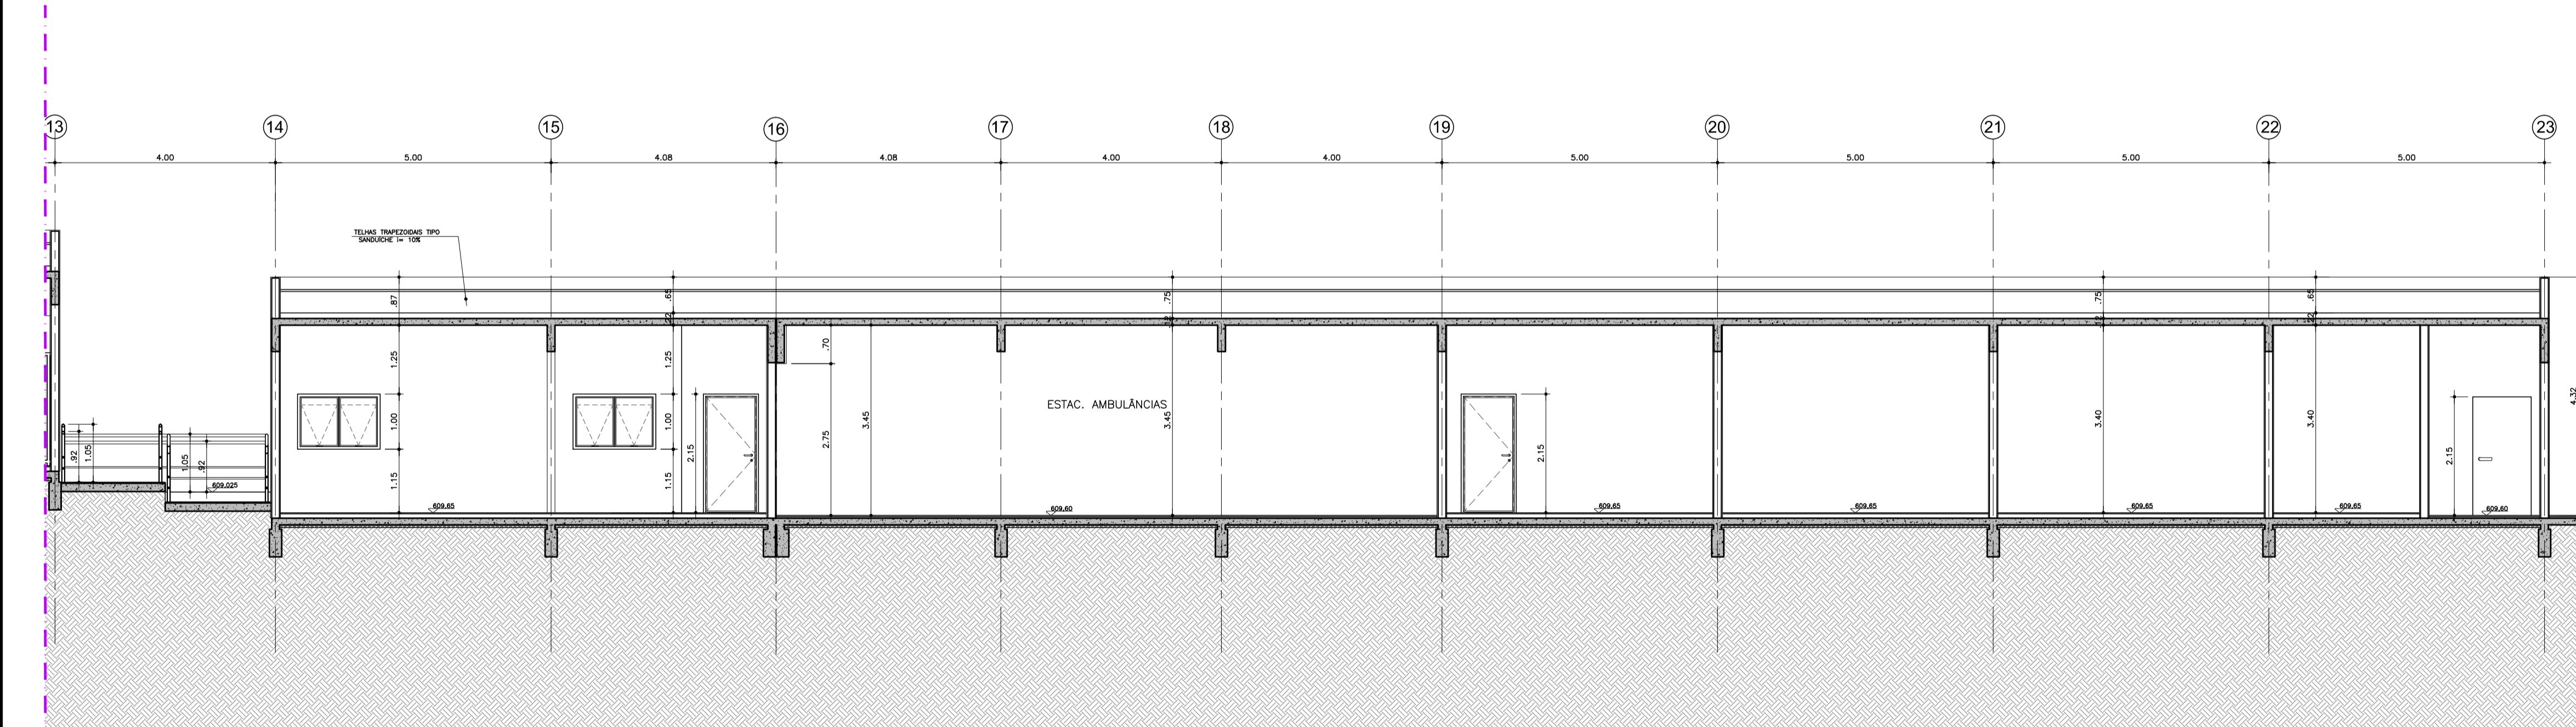 13 14 15 16 17 18 19 20 21 22 23
4.00 5.00 4.08 4.08 4.00 4.00 5.00 5.00 5.00 5.00
TELHAS TRAPEZOIDAIS TIPO
SANDUÍCHE i= 10%
.87 .65 .75 .75 .65
.22 .12 .12 .22
1.25 1.25 .70
4.32
ESTAC. AMBULÂNCIAS
1.00 1.00 3.45 3.45 3.40 3.40
2.75
.92 1.05 1.05 .92 2.15 2.15 2.15
1.15 1.15
609.025
609.65 609.60 609.65 609.65 609.65 609.65 609.60